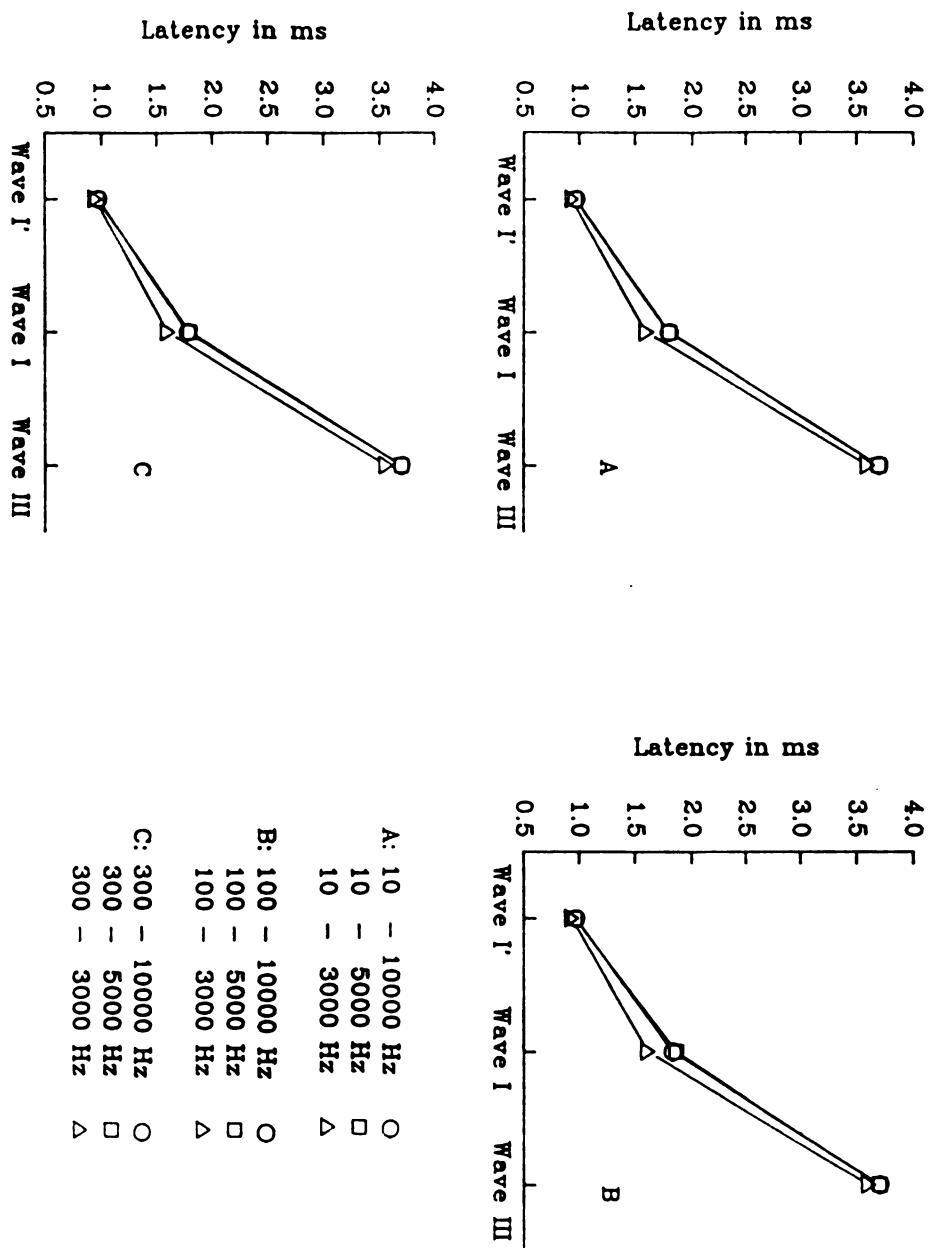 Latency in ms
4.0
3.5
3.0
2.5
2.0
1.5
1.0
0.5
Wave I'
Wave I
Wave III
A
Latency in ms
4.0
3.5
3.0
2.5
2.0
1.5
1.0
0.5
Wave I'
Wave I
Wave III
B
Latency in ms
4.0
3.5
3.0
2.5
2.0
1.5
1.0
0.5
Wave I'
Wave I
Wave III
C
A: 10 – 10000 Hz
10 – 5000 Hz
10 – 3000 Hz
B: 100 – 10000 Hz
100 – 5000 Hz
100 – 3000 Hz
C: 300 – 10000 Hz
300 – 5000 Hz
300 – 3000 Hz